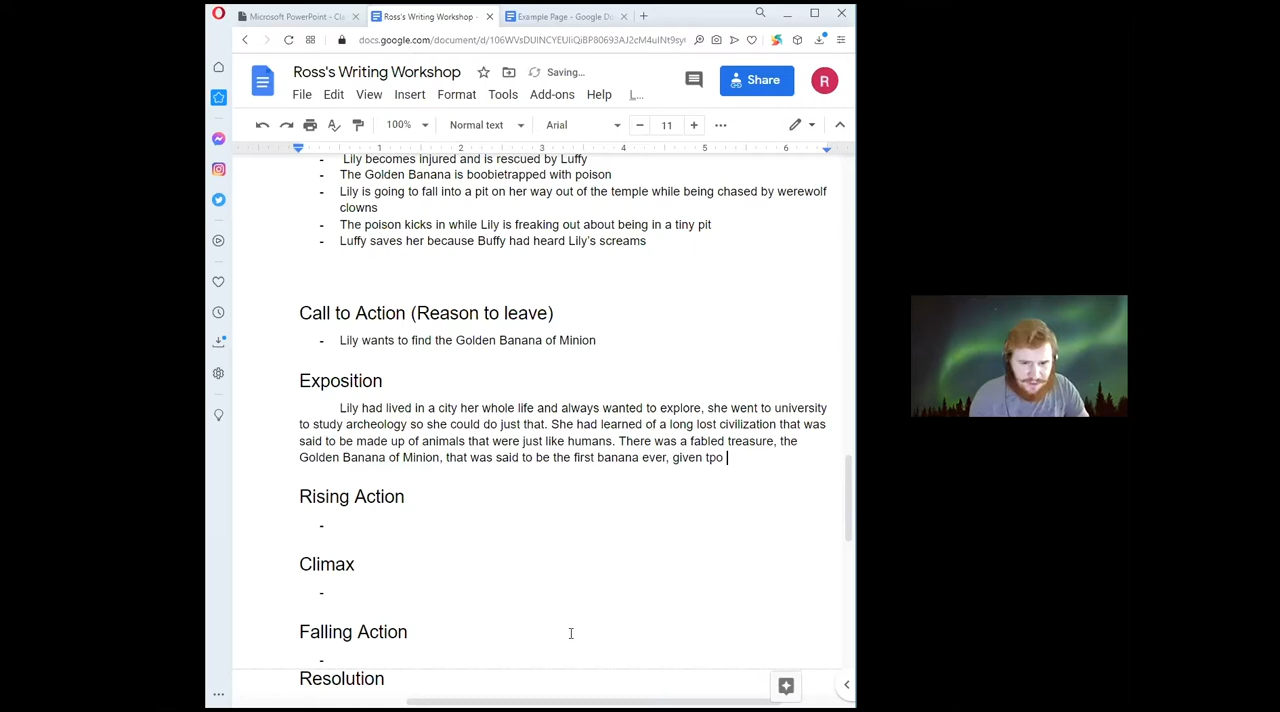 Microsoft PowerPoint - Cla
Ross's Writing Workshop -
Example Page - Google Do
docs.google.com/document/d/106WVsDUINCYEUIiQiBP80693AJ2cM4uINt9sy
Ross's Writing Workshop
Saving...
Share
R
File Edit View Insert Format Tools Add-ons Help L...
100% Normal text Arial 11
1 2 3 4 5 6
- Lily becomes injured and is rescued by Luffy
- The Golden Banana is boobietrapped with poison
- Lily is going to fall into a pit on her way out of the temple while being chased by werewolf
clowns
- The poison kicks in while Lily is freaking out about being in a tiny pit
- Luffy saves her because Buffy had heard Lily's screams
Call to Action (Reason to leave)
- Lily wants to find the Golden Banana of Minion
Exposition
Lily had lived in a city her whole life and always wanted to explore, she went to university
to study archeology so she could do just that. She had learned of a long lost civilization that was
said to be made up of animals that were just like humans. There was a fabled treasure, the
Golden Banana of Minion, that was said to be the first banana ever, given tpo
Rising Action
-
Climax
-
Falling Action
-
Resolution